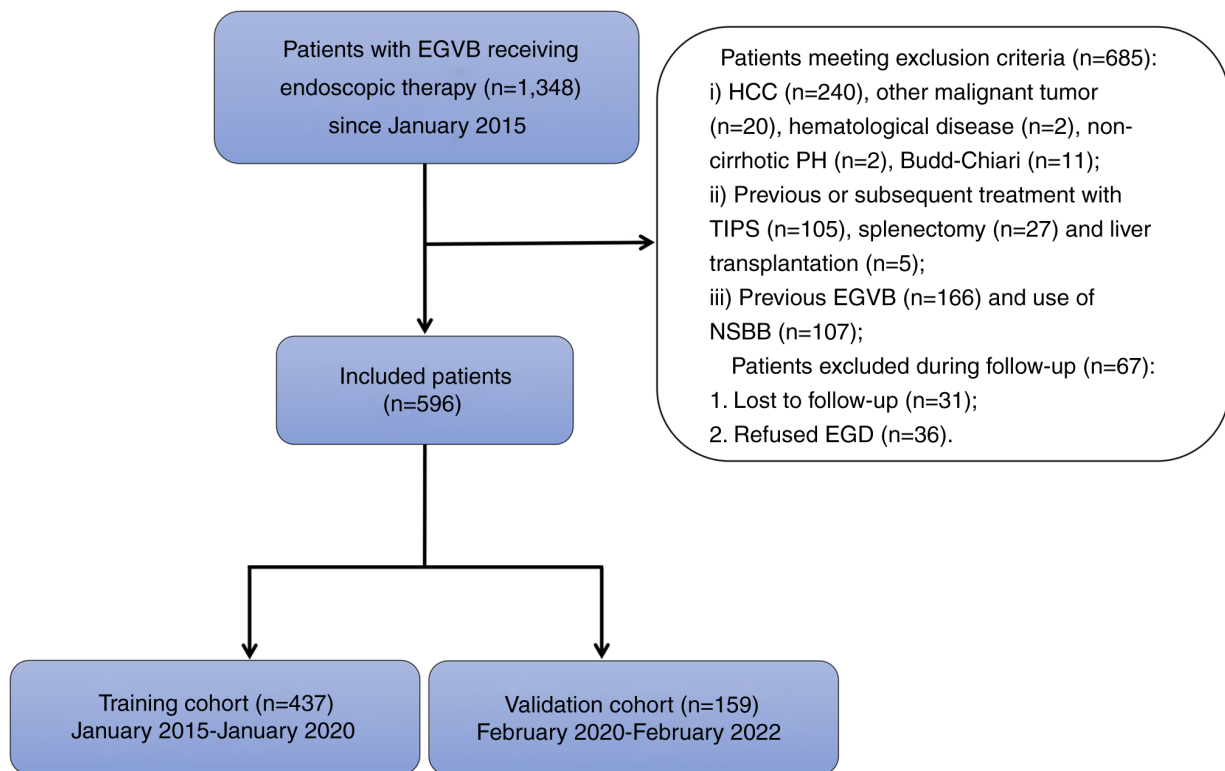 Patients with EGVB receiving
endoscopic therapy (n=1,348)
since January 2015
Patients meeting exclusion criteria (n=685):
i) HCC (n=240), other malignant tumor
(n=20), hematological disease (n=2), non-
cirrhotic PH (n=2), Budd-Chiari (n=11);
ii) Previous or subsequent treatment with
TIPS (n=105), splenectomy (n=27) and liver
transplantation (n=5);
iii) Previous EGVB (n=166) and use of
NSBB (n=107);
Patients excluded during follow-up (n=67):
1. Lost to follow-up (n=31);
2. Refused EGD (n=36).
Included patients
(n=596)
Training cohort (n=437)
January 2015-January 2020
Validation cohort (n=159)
February 2020-February 2022